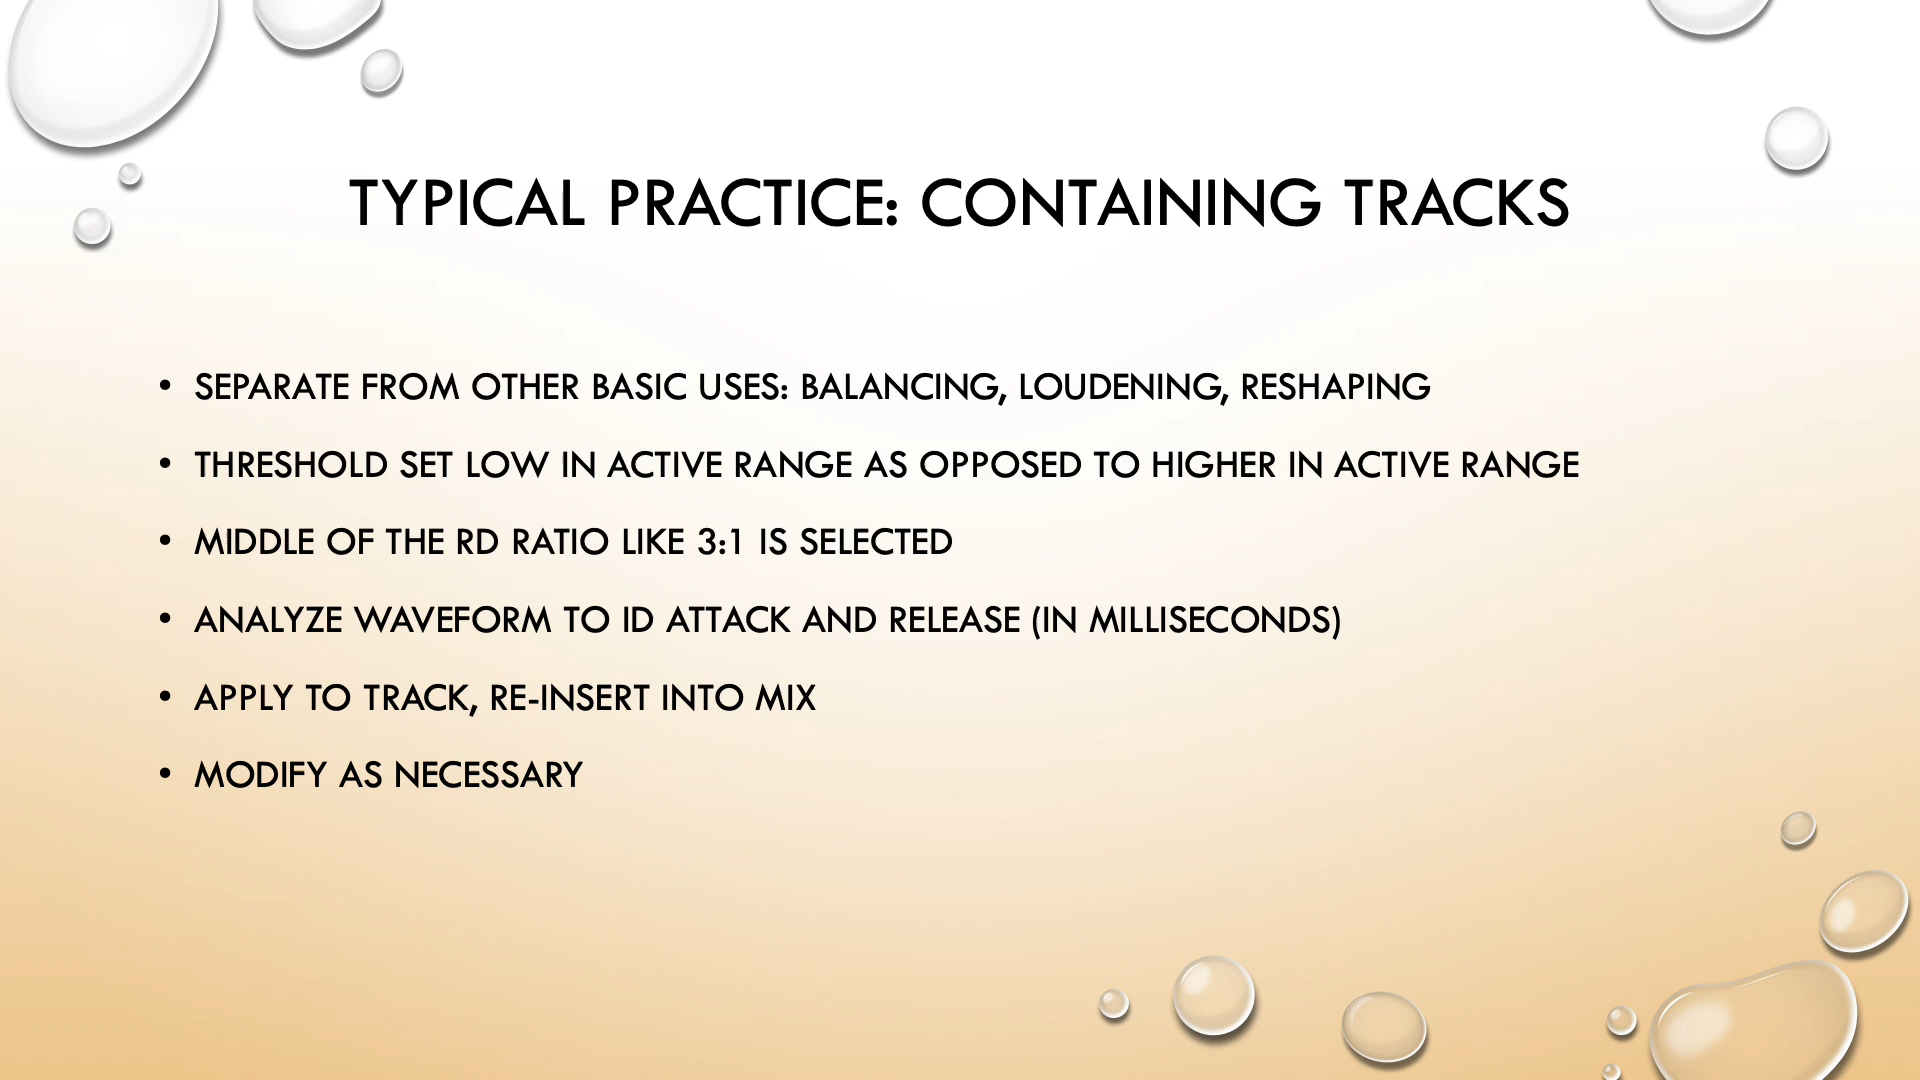 TYPICAL PRACTICE: CONTAINING TRACKS
• SEPARATE FROM OTHER BASIC USES: BALANCING, LOUDENING, RESHAPING
• THRESHOLD SET LOW IN ACTIVE RANGE AS OPPOSED TO HIGHER IN ACTIVE RANGE
• MIDDLE OF THE RD RATIO LIKE 3:1 IS SELECTED
• ANALYZE WAVEFORM TO ID ATTACK AND RELEASE (IN MILLISECONDS)
• APPLY TO TRACK, RE-INSERT INTO MIX
• MODIFY AS NECESSARY